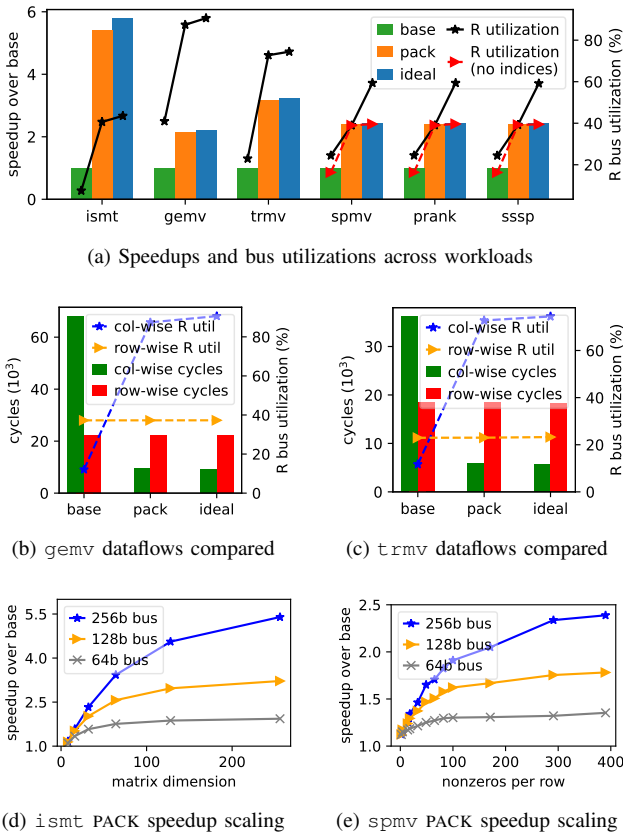 speedup over base
R bus utilization (%)
6
4
2
0
80
60
40
20
base
pack
ideal
R utilization
R utilization
(no indices)
ismt gemv trmv spmv prank sssp
(a) Speedups and bus utilizations across workloads
cycles (10³)
R bus utilization (%)
60
40
20
0
80
60
40
20
0
col-wise R util
row-wise R util
col-wise cycles
row-wise cycles
base pack ideal
(b) gemv dataflows compared
cycles (10³)
R bus utilization (%)
30
20
10
0
60
40
20
0
col-wise R util
row-wise R util
col-wise cycles
row-wise cycles
base pack ideal
(c) trmv dataflows compared
speedup over base
5.5
4.0
2.5
1.0
256b bus
128b bus
64b bus
0 100 200
matrix dimension
(d) ismt PACK speedup scaling
speedup over base
2.5
2.0
1.5
1.0
256b bus
128b bus
64b bus
0 100 200 300 400
nonzeros per row
(e) spmv PACK speedup scaling